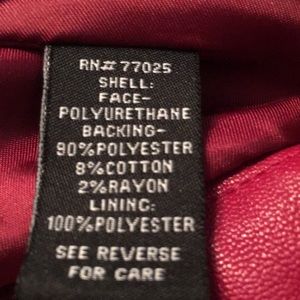 RN# 77025
SHELL:
FACE-
POLYURETHANE
BACKING-
90%POLYESTER
8%COTTON
2%RAYON
LINING:
100%POLYESTER
SEE REVERSE
FOR CARE